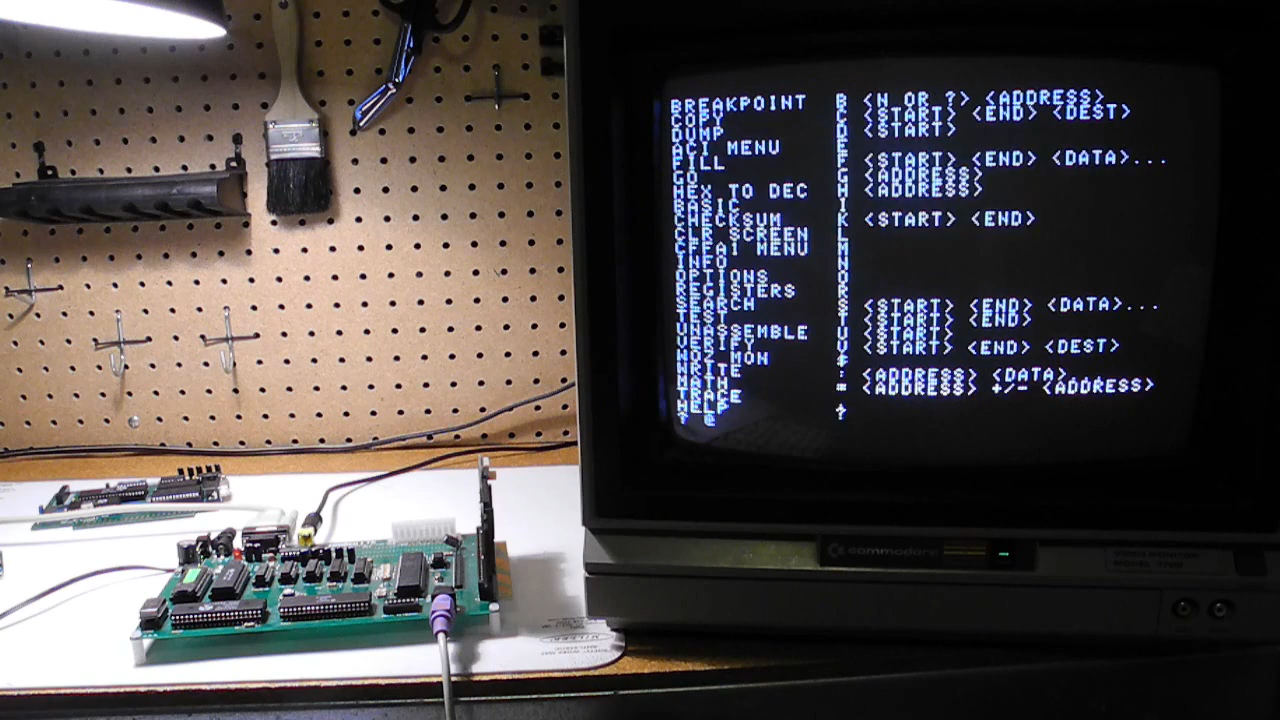 BREAKPOINT B <N OR ?> <ADDRESS>
COPY C <START> <END> <DEST>
DUMP D <START>
ACI MENU E
FILL F <START> <END> <DATA>...
GO G <ADDRESS>
HEX TO DEC H <ADDRESS>
BASIC I
CHECKSUM K <START> <END>
CLR SCREEN L
CFFA1 MENU M
INFO N
OPTIONS O
REGISTERS R
SEARCH S <START> <END> <DATA>...
TEST T <START> <END>
UNASSEMBLE U <START>
VERIFY V <START> <END> <DEST>
WOZ MON $
WRITE : <ADDRESS> <DATA>...
MATH = <ADDRESS> +/- <ADDRESS>
TRACE .
HELP ?
? @
commodore
VIDEO MONITOR